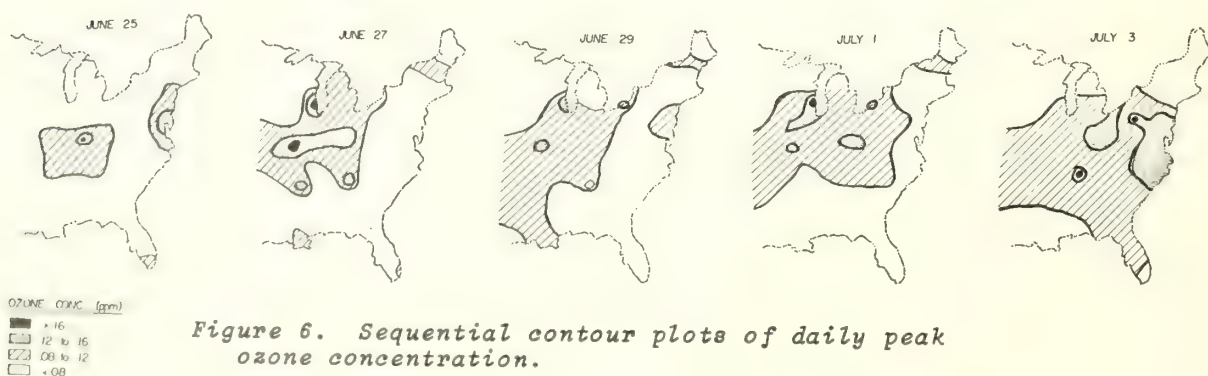 JUNE 25
JUNE 27
JUNE 29
JULY 1
JULY 3
OZONE CONC (ppm)
> .16
.12 to .16
.08 to .12
< .08
Figure 6. Sequential contour plots of daily peak
ozone concentration.